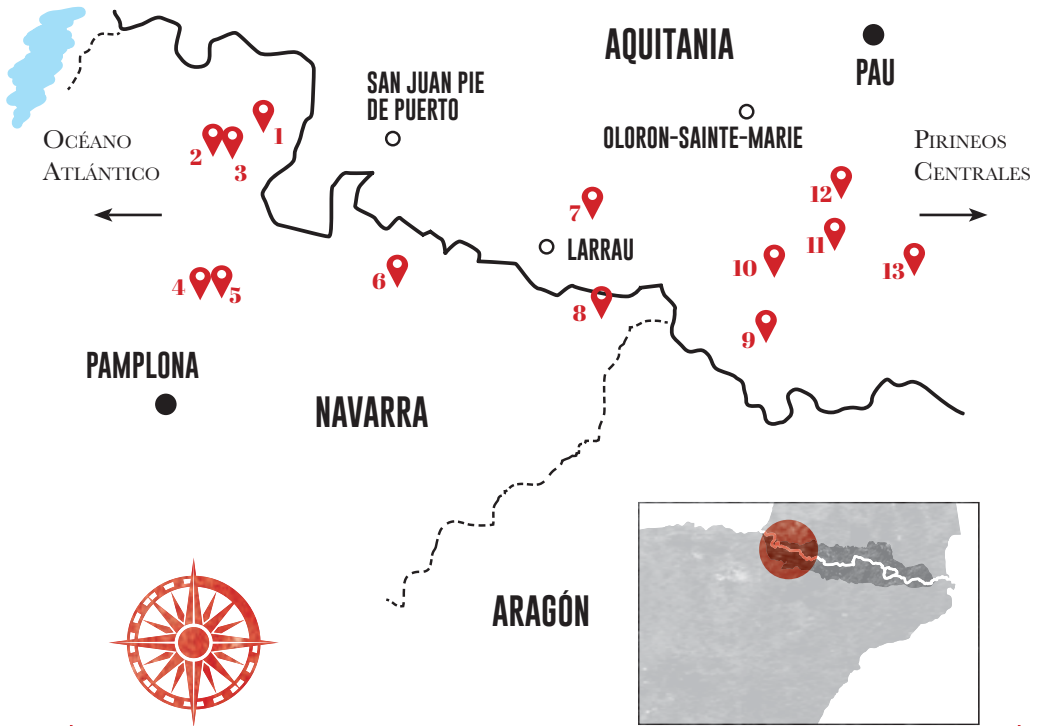 AQUITANIA
PAU
SAN JUAN PIE
DE PUERTO
OLORON-SAINTE-MARIE
OCÉANO
ATLÁNTICO
PIRINEOS
CENTRALES
1
2
3
12
7
11
LARRAU
10
13
4
5
6
8
9
PAMPLONA
NAVARRA
ARAGÓN